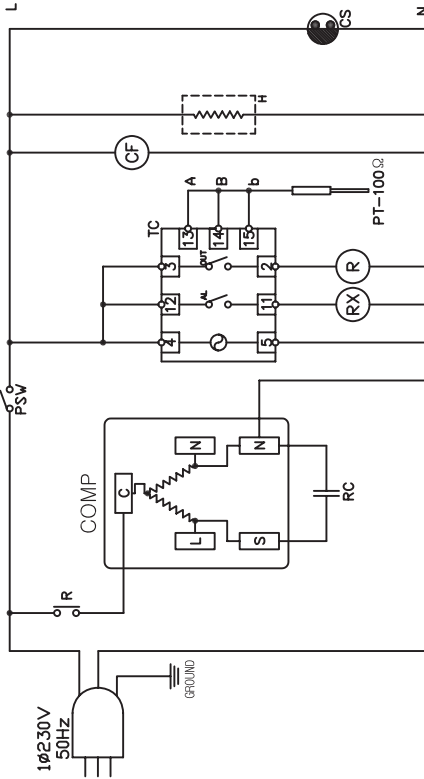 L
PSW
1ø230V
50Hz
R
COMP
C
CF
TC
4
12
3
13
A
GROUND
L
N
AL
OUT
14
B
15
b
H
S
N
5
11
2
CS
RC
RX
R
PT-100Ω
N